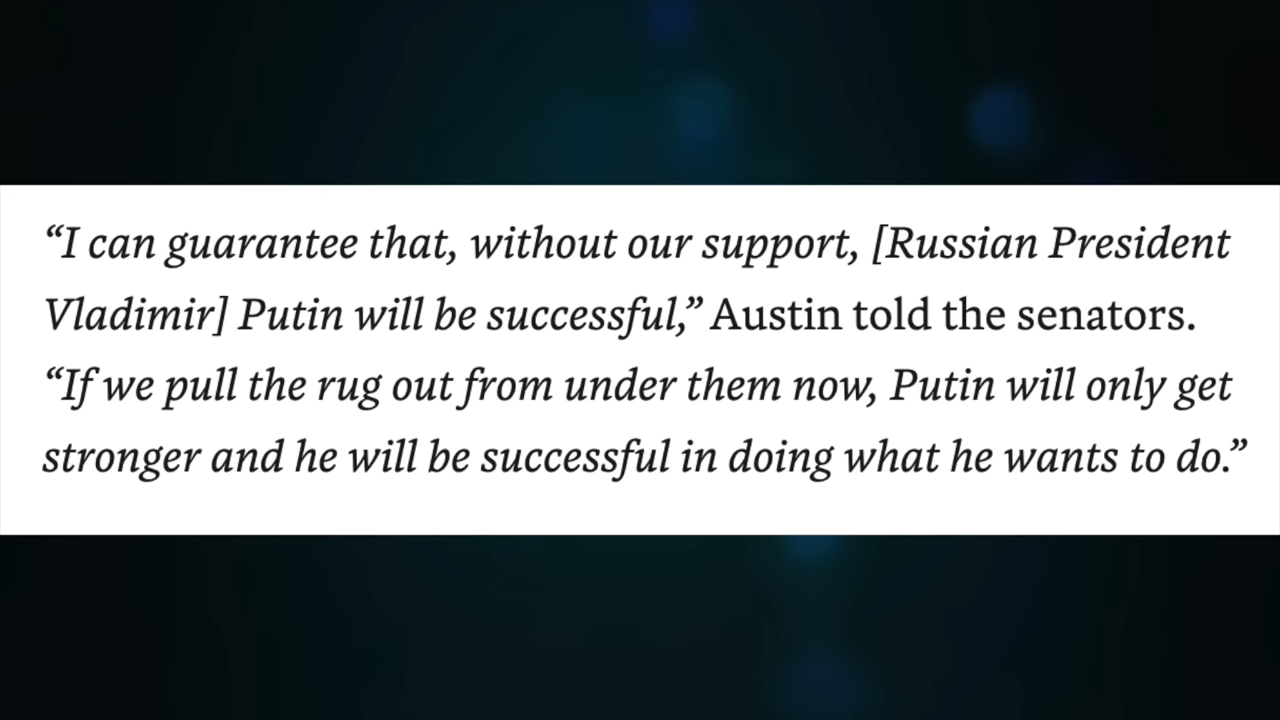 “I can guarantee that, without our support, [Russian President
Vladimir] Putin will be successful,” Austin told the senators.
“If we pull the rug out from under them now, Putin will only get
stronger and he will be successful in doing what he wants to do.”